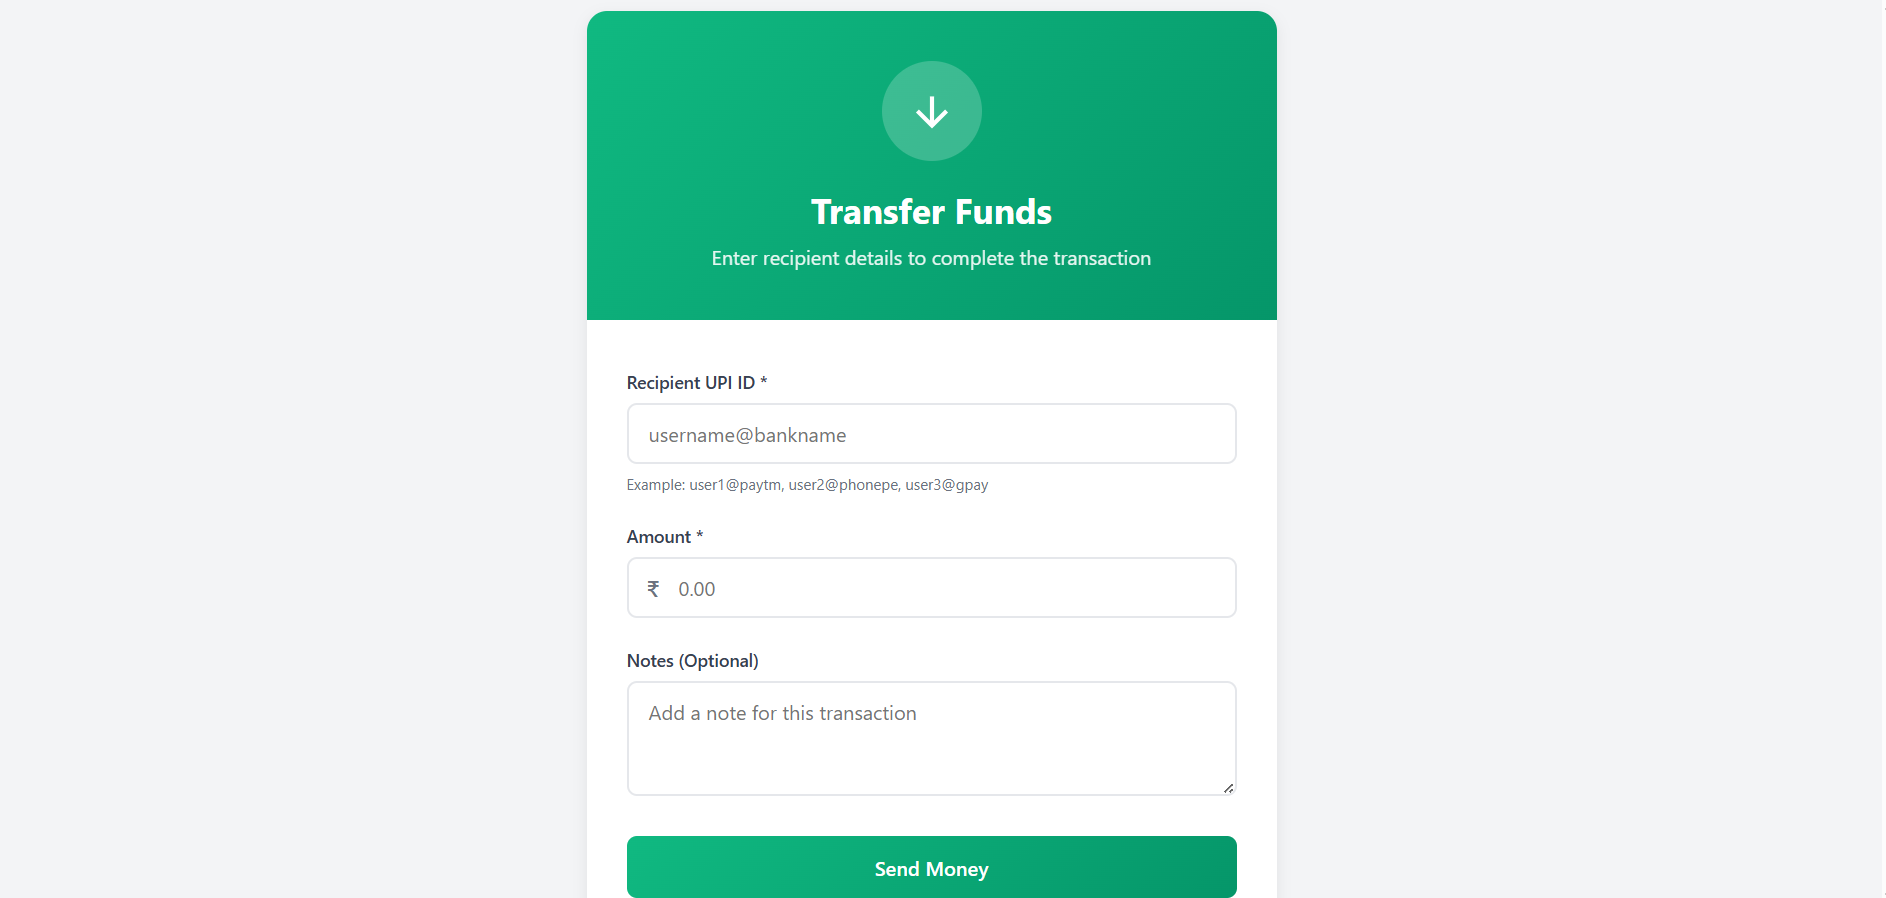 Transfer Funds
Enter recipient details to complete the transaction
Recipient UPI ID *
username@bankname
Example: user1@paytm, user2@phonepe, user3@gpay
Amount *
₹ 0.00
Notes (Optional)
Add a note for this transaction
Send Money